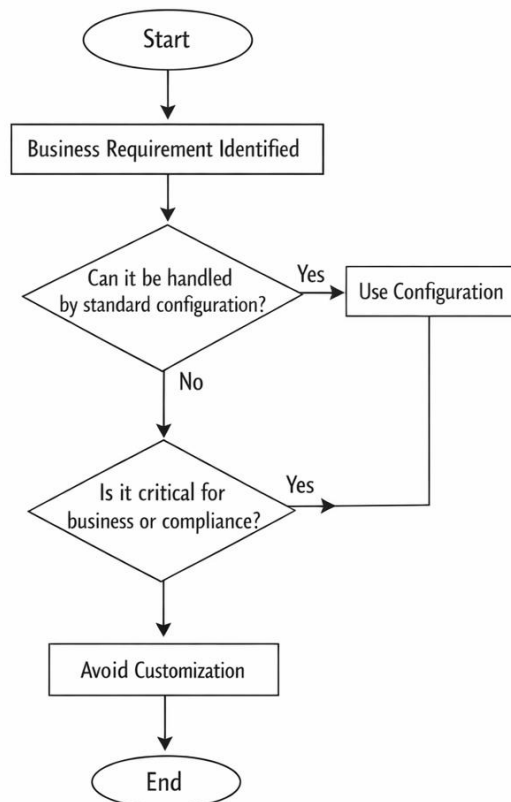 Start
Business Requirement Identified
Can it be handled
by standard configuration?
Yes
Use Configuration
No
Is it critical for
business or compliance?
Yes
Avoid Customization
End